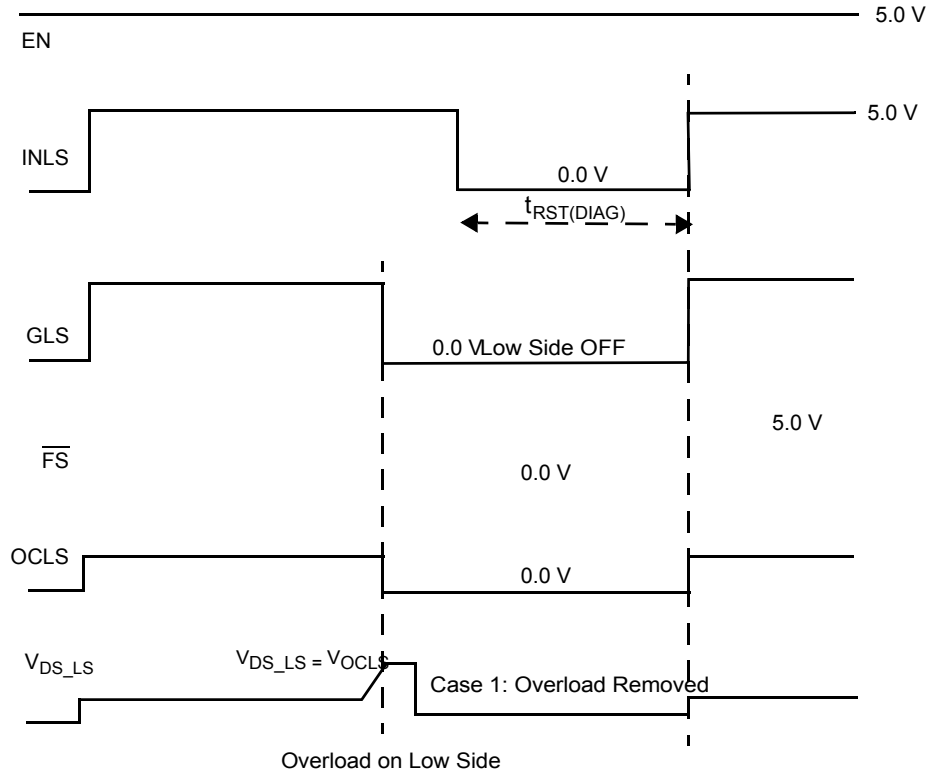 5.0 V
EN
5.0 V
INLS
0.0 V
tRST(DIAG)
GLS
0.0 V Low Side OFF
5.0 V
FS
0.0 V
OCLS
0.0 V
VDS_LS
VDS_LS = VOCLS
Case 1: Overload Removed
Overload on Low Side